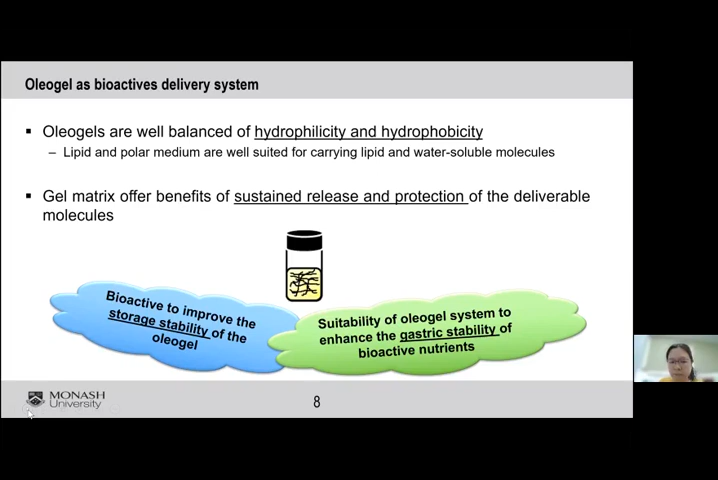 Oleogel as bioactives delivery system
▪ Oleogels are well balanced of hydrophilicity and hydrophobicity
– Lipid and polar medium are well suited for carrying lipid and water-soluble molecules
▪ Gel matrix offer benefits of sustained release and protection of the deliverable
molecules
Bioactive to improve the
storage stability of the
oleogel
Suitability of oleogel system to
enhance the gastric stability of
bioactive nutrients
MONASH
University
8